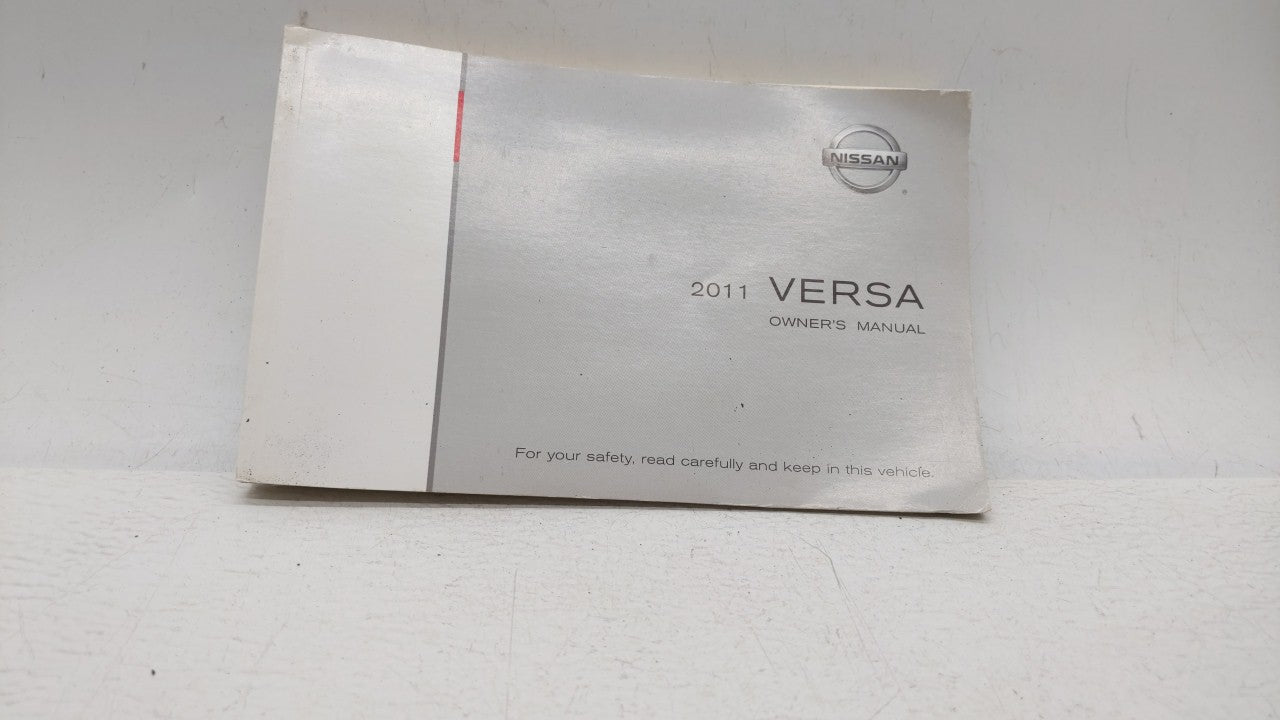 NISSAN
2011 VERSA
OWNER'S MANUAL
For your safety, read carefully and keep in this vehicle.